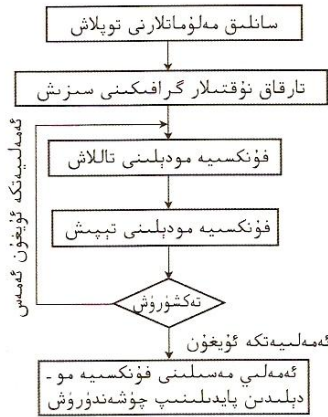 سانلىق مەلۇماتلارنى توپلاش
تارقاق نۇقتىلار گرافىكىنى سىزىش
فۇنكسىيە مودېلىنى تاللاش
فۇنكسىيە مودېلىنى تېپىش
تەكشۈرۈش
ئەمەلىيەتكە ئۇيغۇن ئەمەس
ئەمەلىيەتكە ئۇيغۇن
ئەمەلىي مەسىلىنى فۇنكسىيە مو-
دېلىدىن پايدىلىنىپ چۈشەندۈرۈش